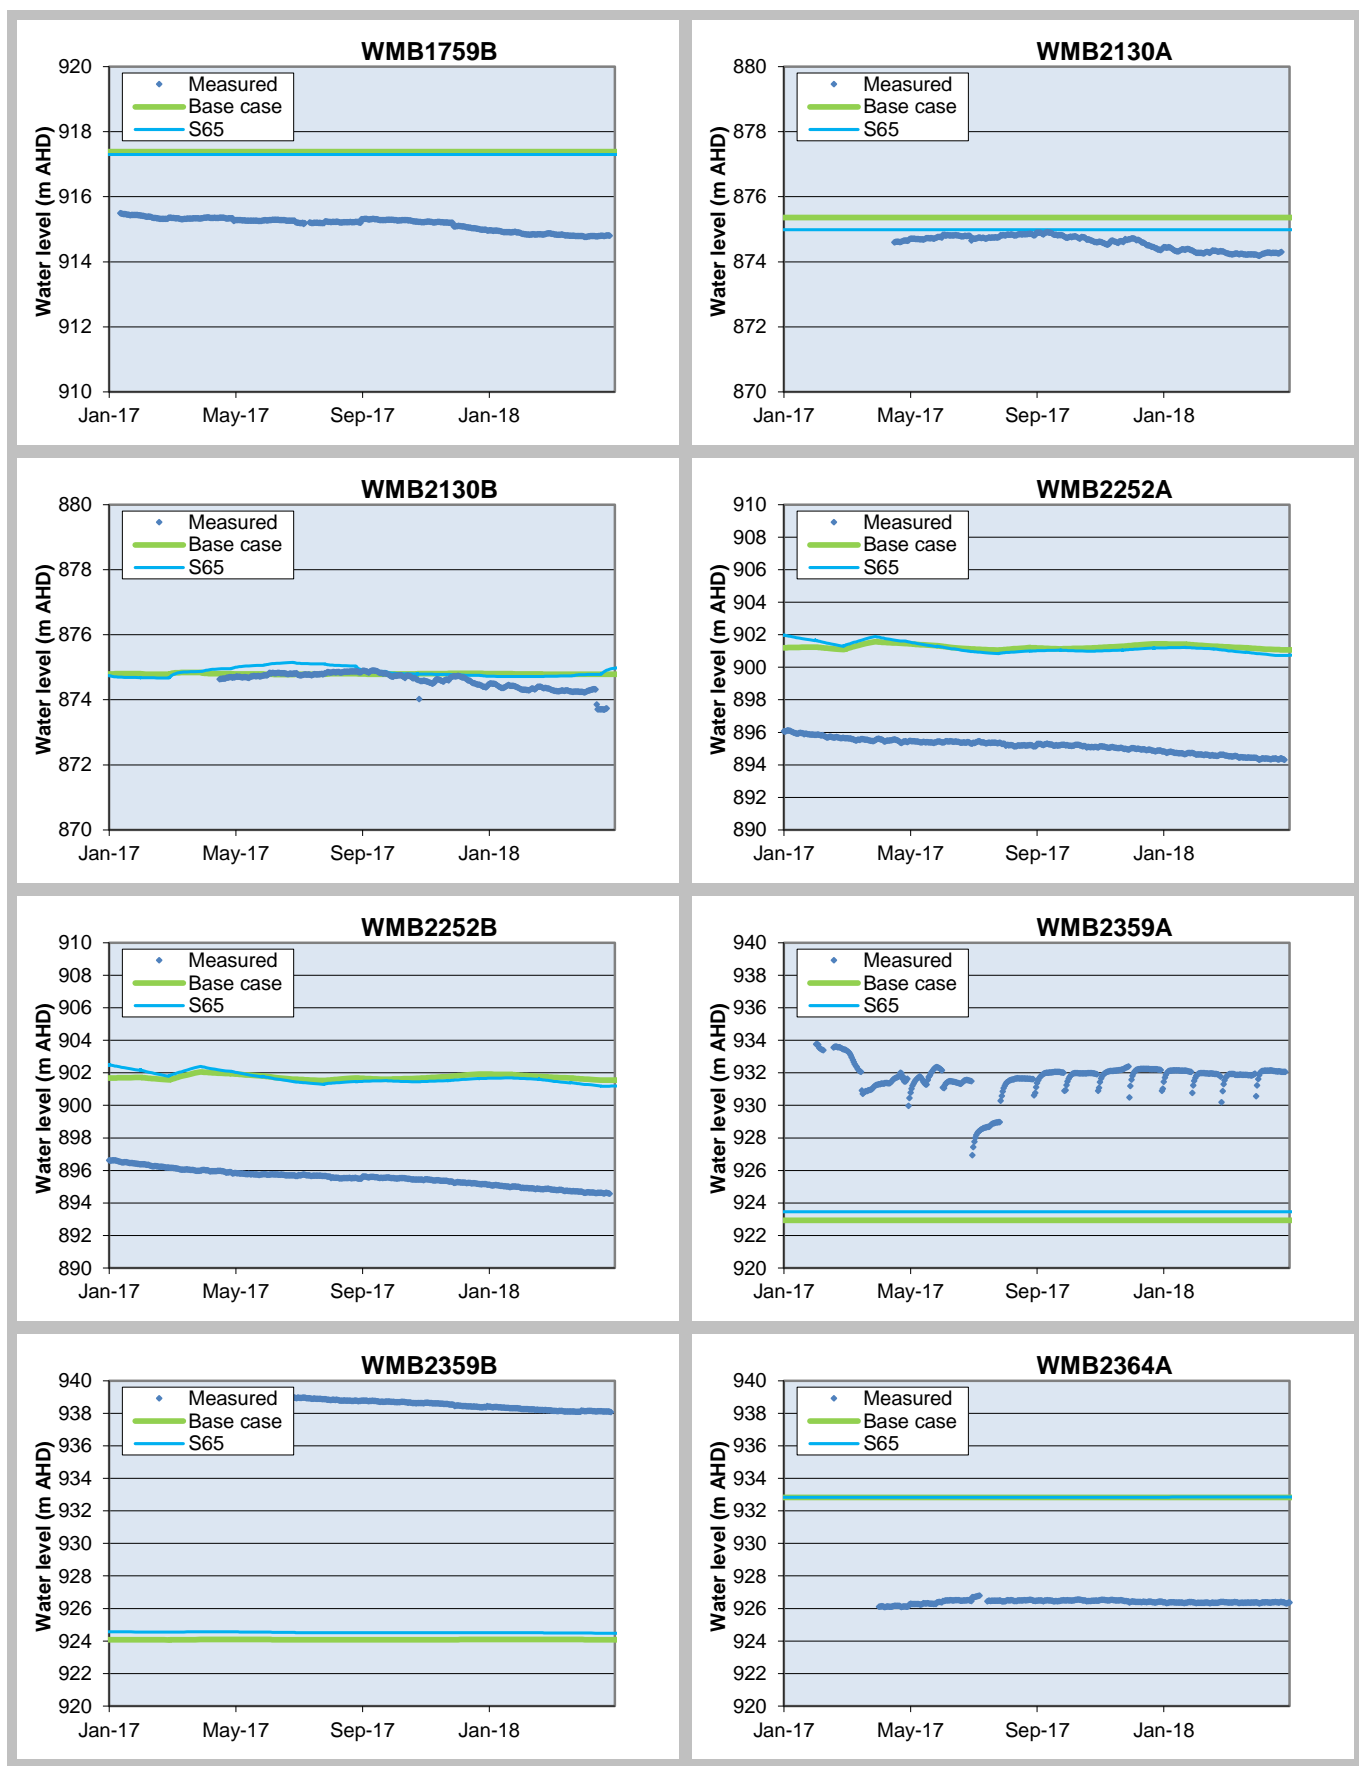 WMB1759B
Measured
Base case
S65
Water level (m AHD)
920
918
916
914
912
910
Jan-17 May-17 Sep-17 Jan-18
WMB2130A
Measured
Base case
S65
Water level (m AHD)
880
878
876
874
872
870
Jan-17 May-17 Sep-17 Jan-18
WMB2130B
Measured
Base case
S65
Water level (m AHD)
880
878
876
874
872
870
Jan-17 May-17 Sep-17 Jan-18
WMB2252A
Measured
Base case
S65
Water level (m AHD)
910
908
906
904
902
900
898
896
894
892
890
Jan-17 May-17 Sep-17 Jan-18
WMB2252B
Measured
Base case
S65
Water level (m AHD)
910
908
906
904
902
900
898
896
894
892
890
Jan-17 May-17 Sep-17 Jan-18
WMB2359A
Measured
Base case
S65
Water level (m AHD)
940
938
936
934
932
930
928
926
924
922
920
Jan-17 May-17 Sep-17 Jan-18
WMB2359B
Measured
Base case
S65
Water level (m AHD)
940
938
936
934
932
930
928
926
924
922
920
Jan-17 May-17 Sep-17 Jan-18
WMB2364A
Measured
Base case
S65
Water level (m AHD)
940
938
936
934
932
930
928
926
924
922
920
Jan-17 May-17 Sep-17 Jan-18